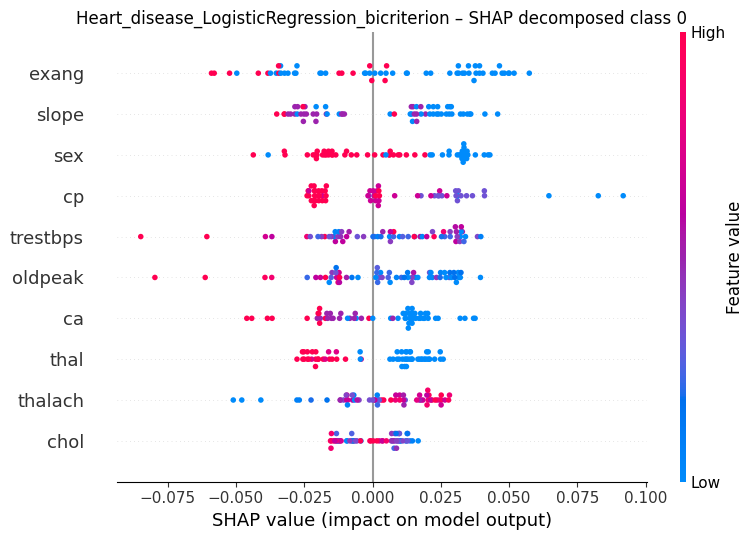 Heart_disease_LogisticRegression_bicriterion – SHAP decomposed class 0
High
exang
slope
sex
cp
trestbps
oldpeak
ca
thal
thalach
chol
Feature value
Low
−0.075 −0.050 −0.025 0.000 0.025 0.050 0.075 0.100
SHAP value (impact on model output)